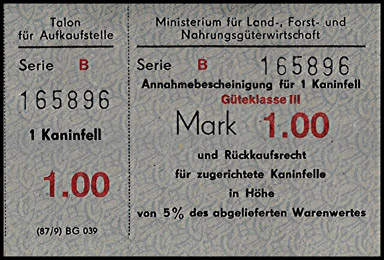 Talon
für Aufkaufstelle
Serie B
165896
1 Kaninfell
1.00
(87/9) BG 039
Ministerium für Land-, Forst- und
Nahrungsgüterwirtschaft
Serie B 165896
Annahmebescheinigung für 1 Kaninfell
Güteklasse III
Mark 1.00
und Rückkaufsrecht
für zugerichtete Kaninfelle
in Höhe
von 5% des abgelieferten Warenwertes